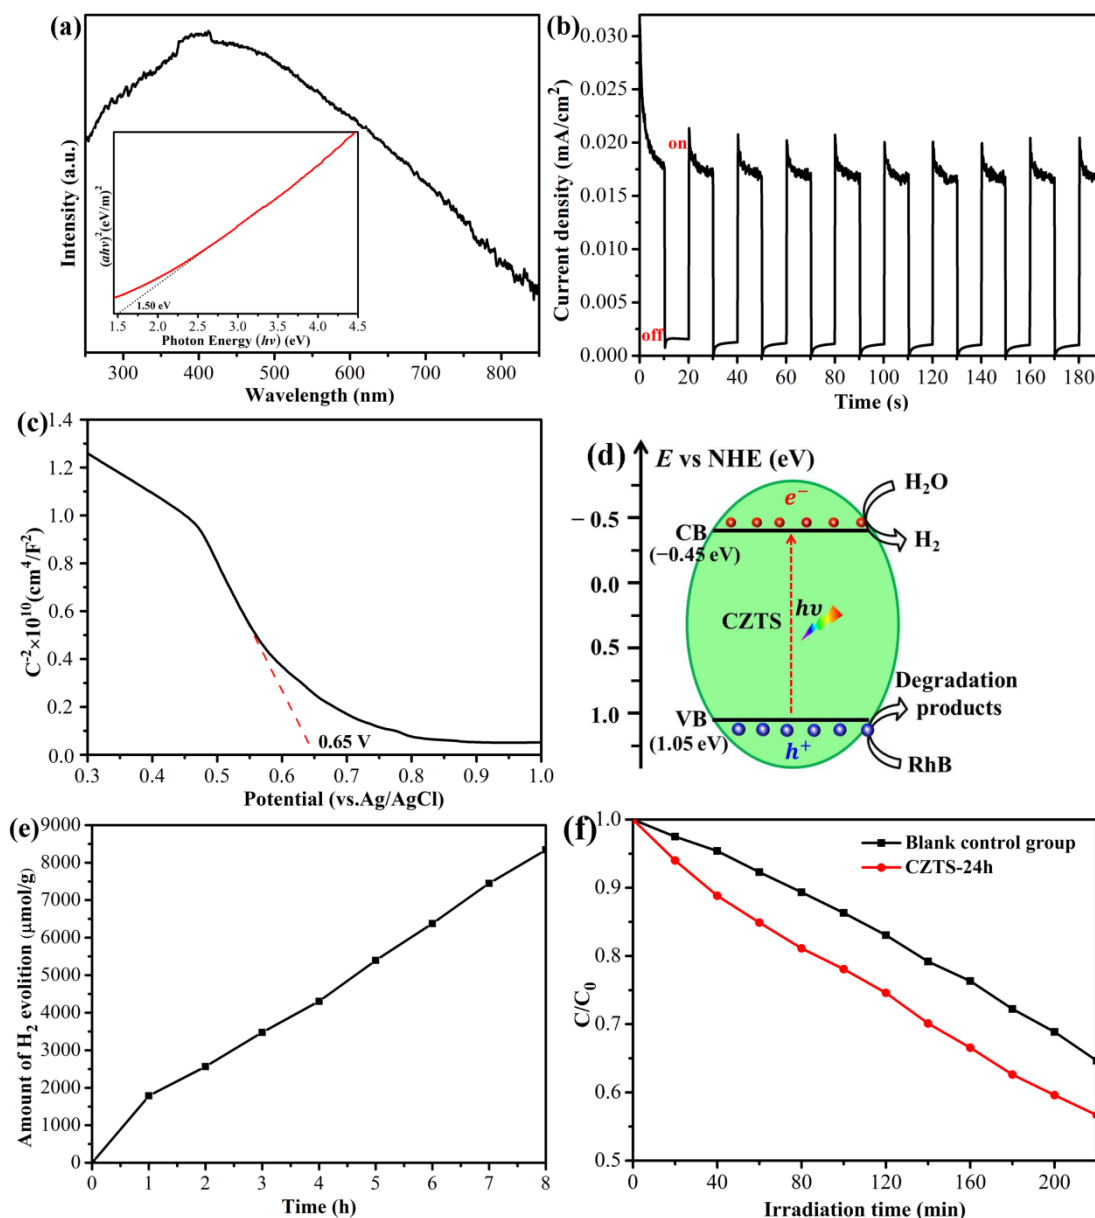 (a)
Intensity (a.u.)
(ahv)² (eV/m)²
1.50 eV
1.5 2.0 2.5 3.0 3.5 4.0 4.5
Photon Energy (hv) (eV)
300 400 500 600 700 800
Wavelength (nm)
(b)
Current density (mA/cm²)
0.030
0.025
0.020
0.015
0.010
0.005
0.000
on
off
0 20 40 60 80 100 120 140 160 180
Time (s)
(c)
C⁻²×10¹⁰(cm⁴/F²)
1.4
1.2
1.0
0.8
0.6
0.4
0.2
0.0
0.65 V
0.3 0.4 0.5 0.6 0.7 0.8 0.9 1.0
Potential (vs.Ag/AgCl)
(d)
E vs NHE (eV)
−0.5
0.0
0.5
1.0
e⁻
H₂O
H₂
CB
(−0.45 eV)
CZTS
hυ
VB
(1.05 eV)
h⁺
Degradation
products
RhB
(e)
Amount of H₂ evolition (μmol/g)
9000
8000
7000
6000
5000
4000
3000
2000
1000
0
0 1 2 3 4 5 6 7 8
Time (h)
(f)
C/C₀
1.0
0.9
0.8
0.7
0.6
0.5
Blank control group
CZTS-24h
0 40 80 120 160 200
Irradiation time (min)